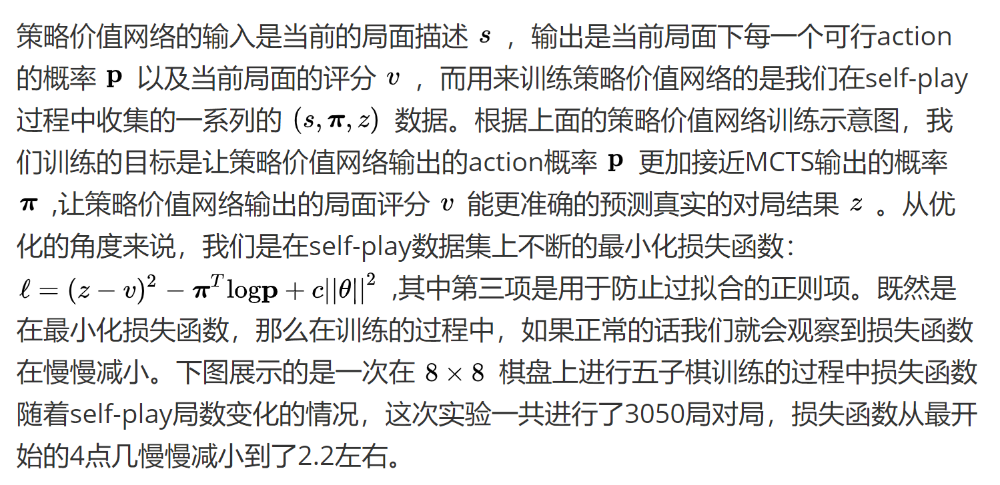 策略价值网络的输入是当前的局面描述 s ，输出是当前局面下每一个可行action
的概率 p 以及当前局面的评分 v ，而用来训练策略价值网络的是我们在self-play
过程中收集的一系列的 (s, π, z) 数据。根据上面的策略价值网络训练示意图，我
们训练的目标是让策略价值网络输出的action概率 p 更加接近MCTS输出的概率
π ,让策略价值网络输出的局面评分 v 能更准确的预测真实的对局结果 z 。从优
化的角度来说，我们是在self-play数据集上不断的最小化损失函数：
ℓ = (z − v)² − π^T log p + c||θ||² ,其中第三项是用于防止过拟合的正则项。既然是
在最小化损失函数，那么在训练的过程中，如果正常的话我们就会观察到损失函数
在慢慢减小。下图展示的是一次在 8 × 8 棋盘上进行五子棋训练的过程中损失函数
随着self-play局数变化的情况，这次实验一共进行了3050局对局，损失函数从最开
始的4点几慢慢减小到了2.2左右。